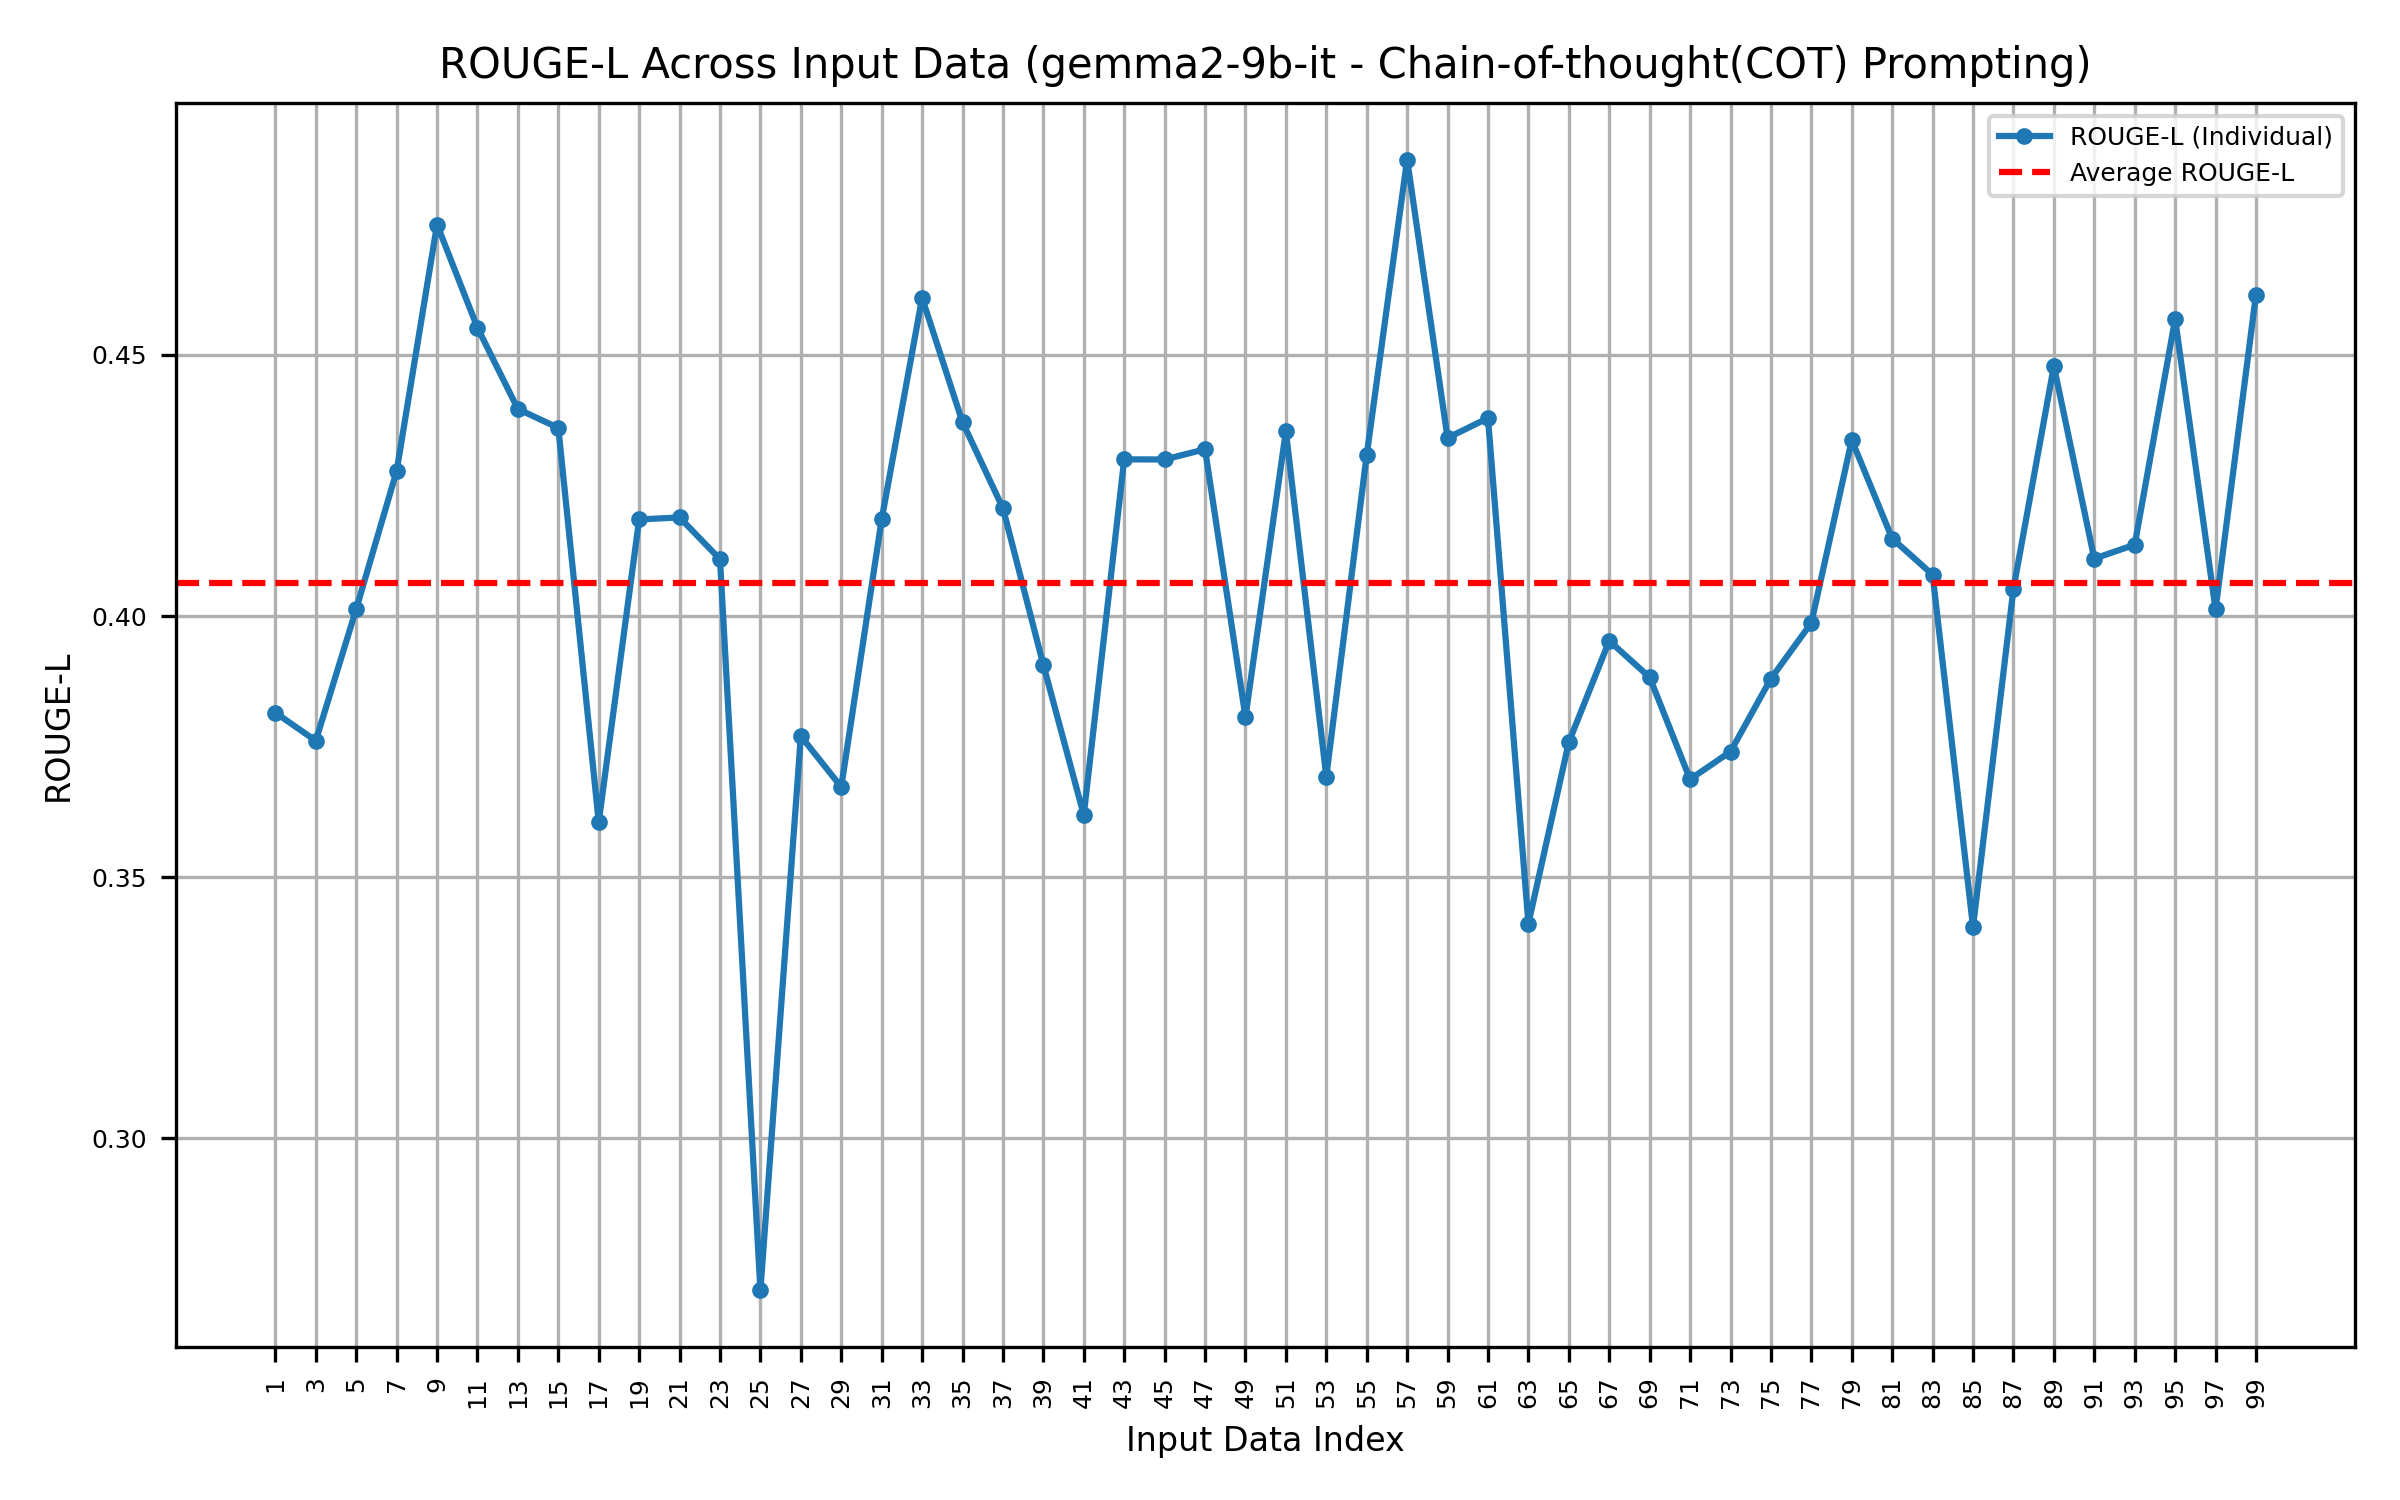 ROUGE-L Across Input Data (gemma2-9b-it - Chain-of-thought(COT) Prompting)
ROUGE-L (Individual)
Average ROUGE-L
0.45
0.40
0.35
0.30
ROUGE-L
1 3 5 7 9 11 13 15 17 19 21 23 25 27 29 31 33 35 37 39 41 43 45 47 49 51 53 55 57 59 61 63 65 67 69 71 73 75 77 79 81 83 85 87 89 91 93 95 97 99
Input Data Index